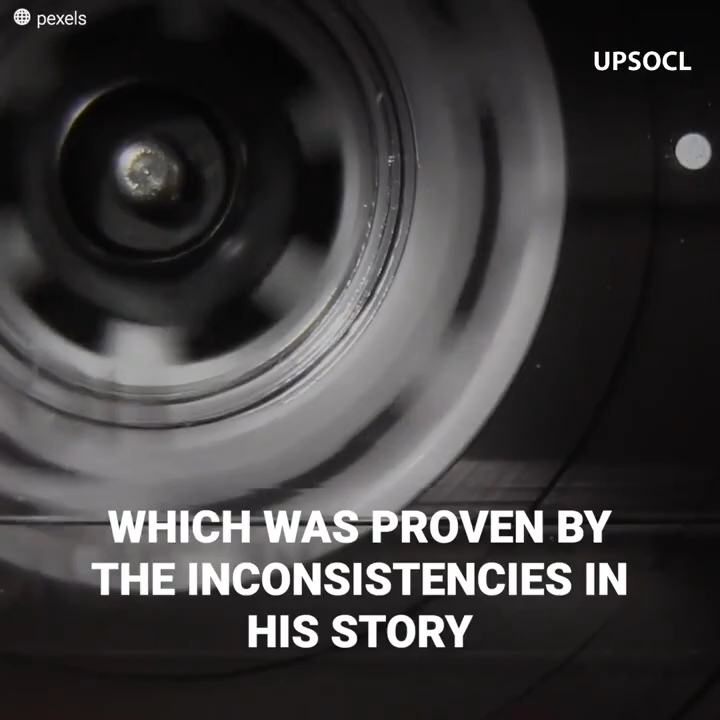 pexels
UPSOCL
WHICH WAS PROVEN BY
THE INCONSISTENCIES IN
HIS STORY